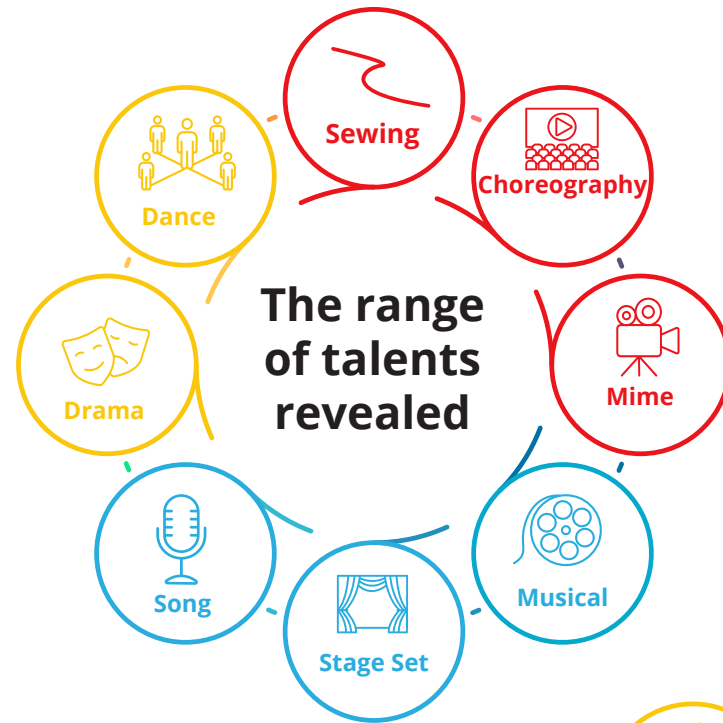 Sewing
Choreography
Mime
Musical
Stage Set
Song
Drama
Dance
The range
of talents
revealed